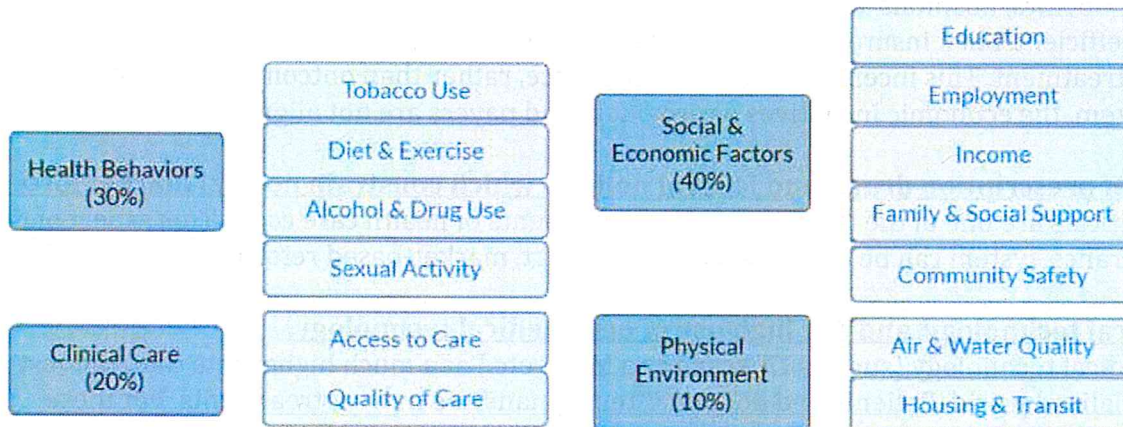 Health Behaviors
(30%)
Tobacco Use
Diet & Exercise
Alcohol & Drug Use
Sexual Activity
Clinical Care
(20%)
Access to Care
Quality of Care
Social &
Economic Factors
(40%)
Education
Employment
Income
Family & Social Support
Community Safety
Physical
Environment
(10%)
Air & Water Quality
Housing & Transit